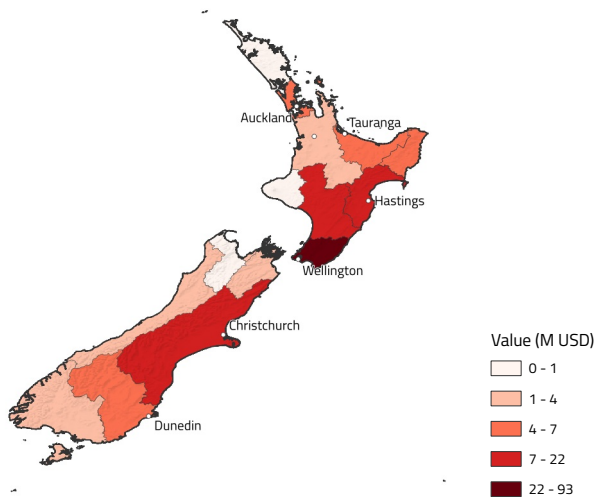 Auckland
Tauranga
Hastings
Wellington
Christchurch
Dunedin
Value (M USD)
0 - 1
1 - 4
4 - 7
7 - 22
22 - 93